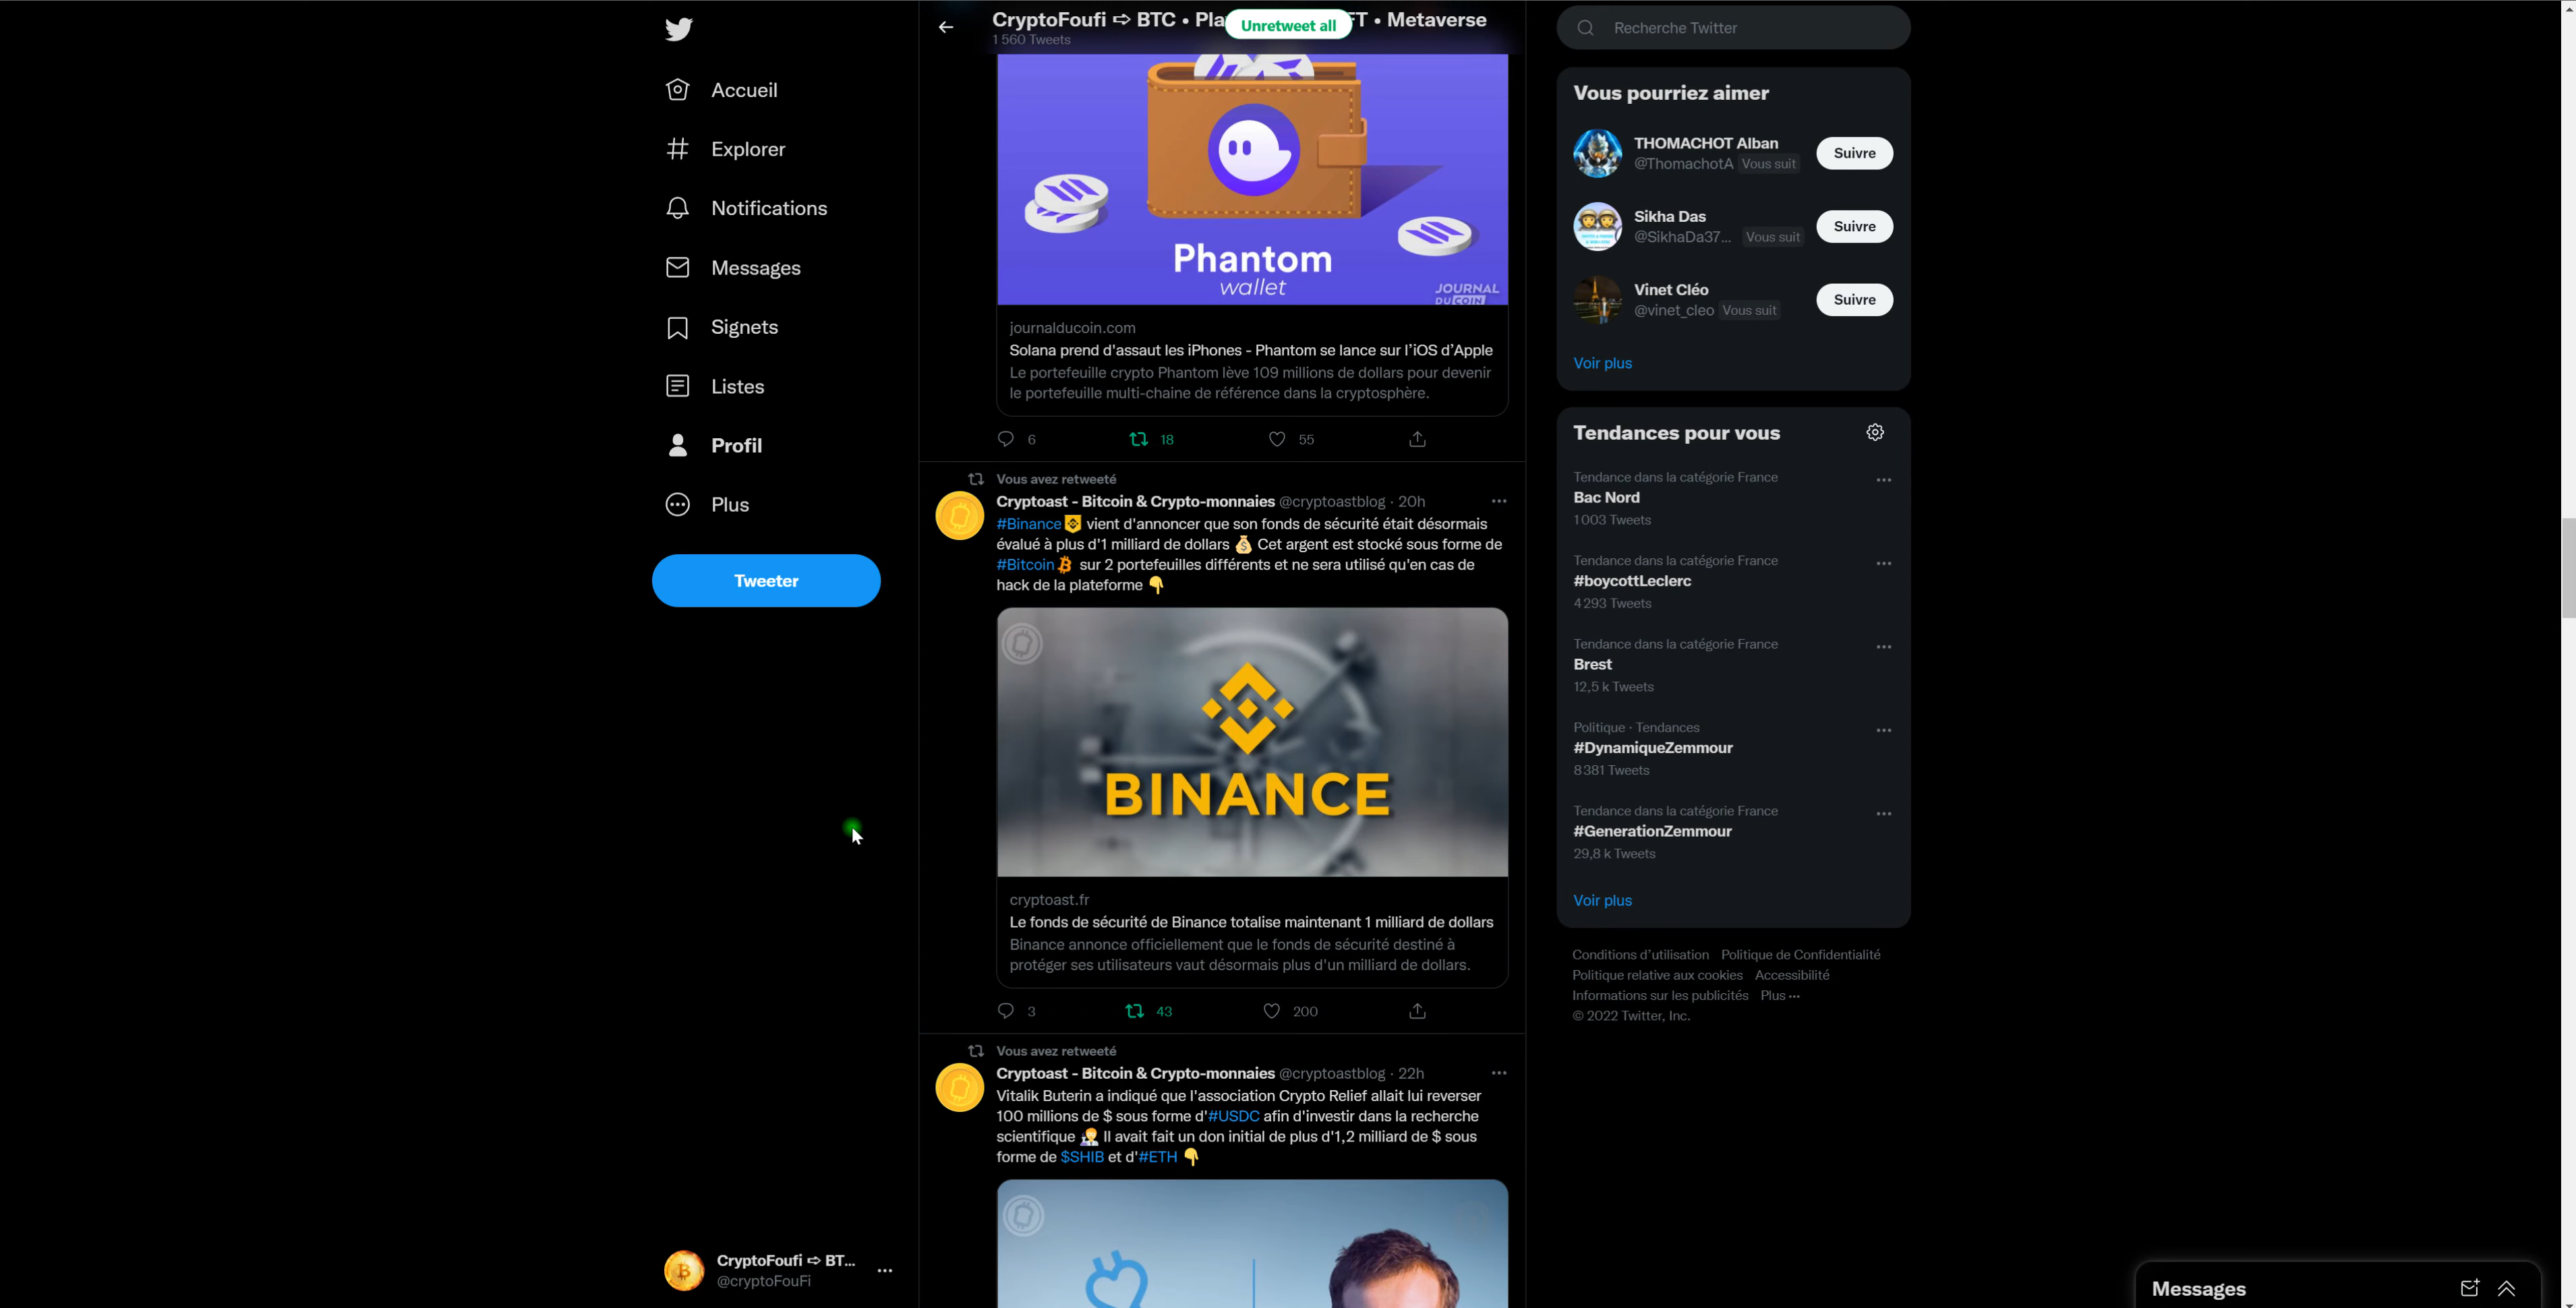 Accueil
Explorer
Notifications
Messages
Signets
Listes
Profil
Plus
Tweeter
CryptoFoufi ➪ BT...
@cryptoFouFi
CryptoFoufi ➪ BTC • Pla
Unretweet all
FT • Metaverse
1 560 Tweets
Phantom
wallet
JOURNAL
DU COIN
journalducoin.com
Solana prend d'assaut les iPhones - Phantom se lance sur l’iOS d’Apple
Le portefeuille crypto Phantom lève 109 millions de dollars pour devenir
le portefeuille multi-chaine de référence dans la cryptosphère.
6 18 55
Vous avez retweeté
Cryptoast - Bitcoin & Crypto-monnaies @cryptoastblog · 20h
#Binance vient d'annoncer que son fonds de sécurité était désormais
évalué à plus d'1 milliard de dollars 💰 Cet argent est stocké sous forme de
#Bitcoin sur 2 portefeuilles différents et ne sera utilisé qu'en cas de
hack de la plateforme 👇
BINANCE
cryptoast.fr
Le fonds de sécurité de Binance totalise maintenant 1 milliard de dollars
Binance annonce officiellement que le fonds de sécurité destiné à
protéger ses utilisateurs vaut désormais plus d'un milliard de dollars.
3 43 200
Vous avez retweeté
Cryptoast - Bitcoin & Crypto-monnaies @cryptoastblog · 22h
Vitalik Buterin a indiqué que l'association Crypto Relief allait lui reverser
100 millions de $ sous forme d'#USDC afin d'investir dans la recherche
scientifique 🧑‍🔬 Il avait fait un don initial de plus d'1,2 milliard de $ sous
forme de $SHIB et d'#ETH 👇
Recherche Twitter
Vous pourriez aimer
THOMACHOT Alban
@ThomachotA Vous suit
Suivre
Sikha Das
@SikhaDa37... Vous suit
Suivre
Vinet Cléo
@vinet_cleo Vous suit
Suivre
Voir plus
Tendances pour vous
Tendance dans la catégorie France
Bac Nord
1 003 Tweets
Tendance dans la catégorie France
#boycottLeclerc
4 293 Tweets
Tendance dans la catégorie France
Brest
12,5 k Tweets
Politique · Tendances
#DynamiqueZemmour
8 381 Tweets
Tendance dans la catégorie France
#GenerationZemmour
29,8 k Tweets
Voir plus
Conditions d’utilisation Politique de Confidentialité
Politique relative aux cookies Accessibilité
Informations sur les publicités Plus ···
© 2022 Twitter, Inc.
Messages